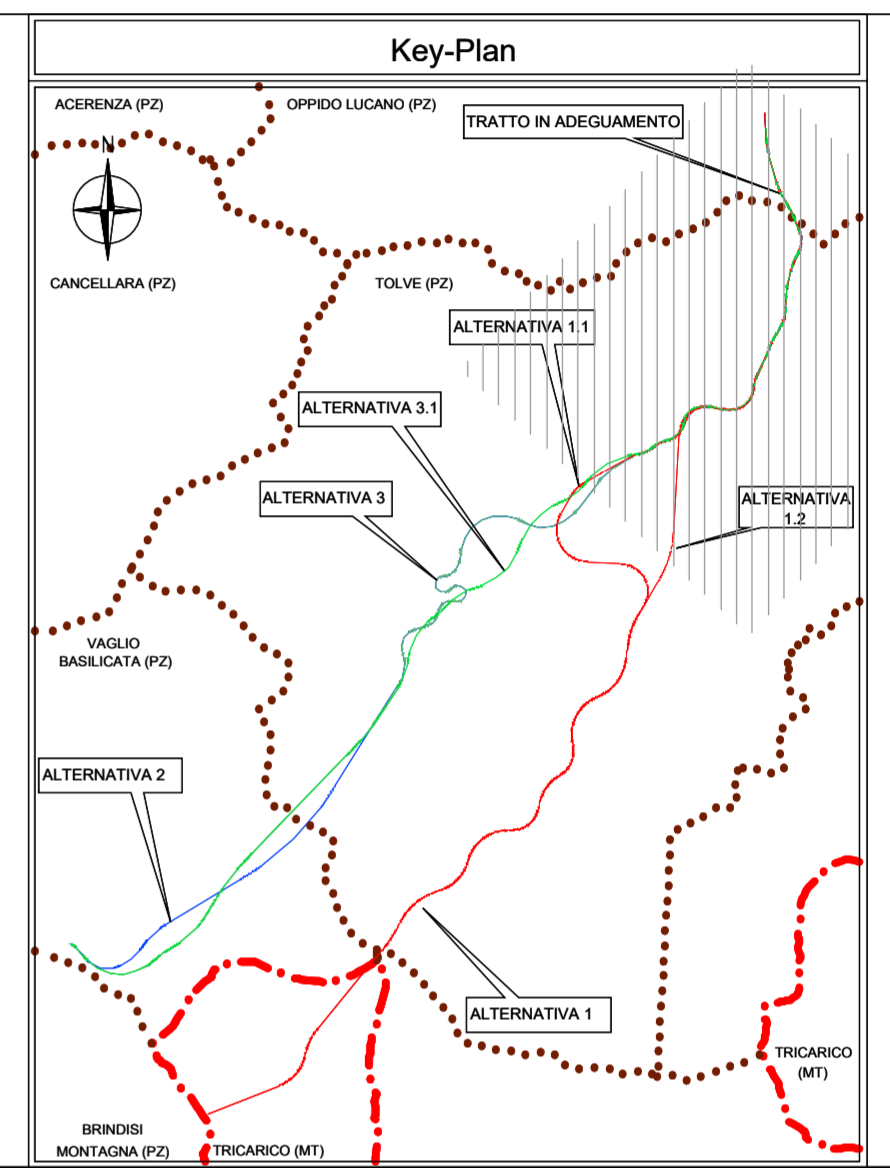 Key-Plan
ACERENZA (PZ)
OPPIDO LUCANO (PZ)
TRATTO IN ADEGUAMENTO
N
CANCELLARA (PZ)
TOLVE (PZ)
ALTERNATIVA 1.1
ALTERNATIVA 3.1
ALTERNATIVA 3
ALTERNATIVA
1.2
VAGLIO
BASILICATA (PZ)
ALTERNATIVA 2
ALTERNATIVA 1
TRICARICO
(MT)
BRINDISI
MONTAGNA (PZ)
TRICARICO (MT)